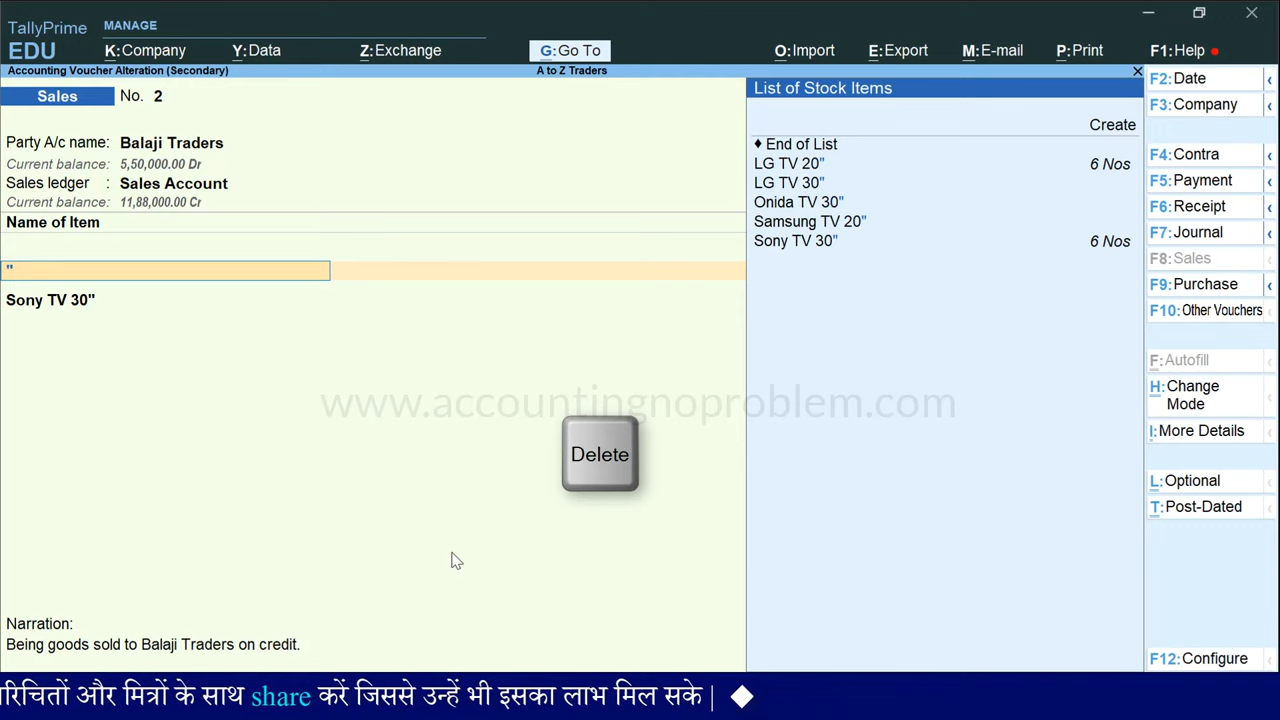 TallyPrime
EDU
MANAGE
K:Company
Y:Data
Z:Exchange
G:Go To
O:Import
E:Export
M:E-mail
P:Print
F1:Help
Accounting Voucher Alteration (Secondary)
A to Z Traders
Sales No. 2
Party A/c name: Balaji Traders
Current balance: 5,50,000.00 Dr
Sales ledger : Sales Account
Current balance: 11,88,000.00 Cr
Name of Item
"
Sony TV 30"
Narration:
Being goods sold to Balaji Traders on credit.
List of Stock Items
Create
♦ End of List
LG TV 20" 6 Nos
LG TV 30"
Onida TV 30"
Samsung TV 20"
Sony TV 30" 6 Nos
www.accountingnoproblem.com
Delete
F2:Date
F3:Company
F4:Contra
F5:Payment
F6:Receipt
F7:Journal
F8:Sales
F9:Purchase
F10:Other Vouchers
F:Autofill
H:Change
Mode
I:More Details
L:Optional
T:Post-Dated
F12:Configure
रिचितों और मित्रों के साथ share करें जिससे उन्हें भी इसका लाभ मिल सके | ◆